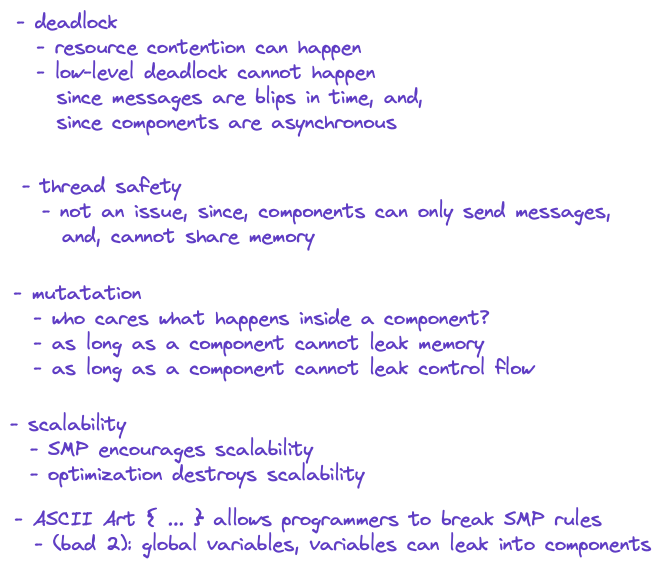 - deadlock
- resource contention can happen
- low-level deadlock cannot happen
since messages are blips in time, and,
since components are asynchronous
- thread safety
- not an issue, since, components can only send messages,
and, cannot share memory
- mutatation
- who cares what happens inside a component?
- as long as a component cannot leak memory
- as long as a component cannot leak control flow
- scalability
- SMP encourages scalability
- optimization destroys scalability
- ASCII Art { ... } allows programmers to break SMP rules
- (bad 2): global variables, variables can leak into components